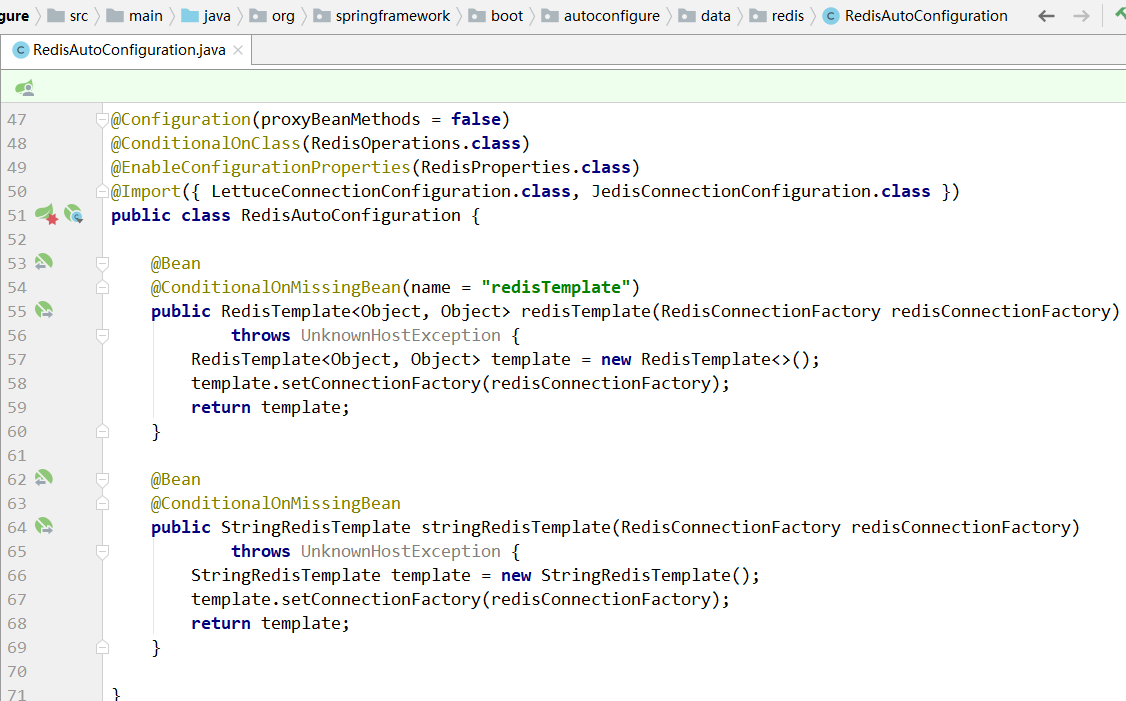 gure src main java org springframework boot autoconfigure data redis RedisAutoConfiguration
RedisAutoConfiguration.java
47 @Configuration(proxyBeanMethods = false)
48 @ConditionalOnClass(RedisOperations.class)
49 @EnableConfigurationProperties(RedisProperties.class)
50 @Import({ LettuceConnectionConfiguration.class, JedisConnectionConfiguration.class })
51 public class RedisAutoConfiguration {
52
53 @Bean
54 @ConditionalOnMissingBean(name = "redisTemplate")
55 public RedisTemplate<Object, Object> redisTemplate(RedisConnectionFactory redisConnectionFactory)
56 throws UnknownHostException {
57 RedisTemplate<Object, Object> template = new RedisTemplate<>();
58 template.setConnectionFactory(redisConnectionFactory);
59 return template;
60 }
61
62 @Bean
63 @ConditionalOnMissingBean
64 public StringRedisTemplate stringRedisTemplate(RedisConnectionFactory redisConnectionFactory)
65 throws UnknownHostException {
66 StringRedisTemplate template = new StringRedisTemplate();
67 template.setConnectionFactory(redisConnectionFactory);
68 return template;
69 }
70
71 }